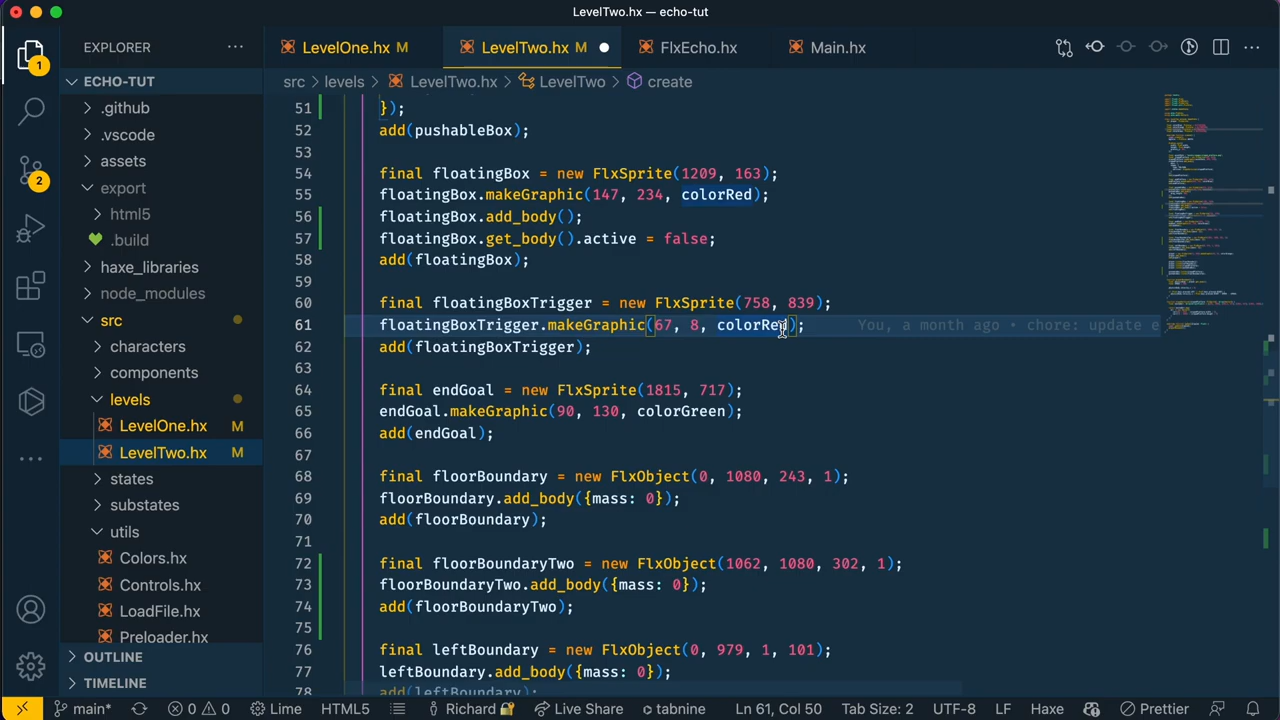 LevelTwo.hx — echo-tut
EXPLORER
LevelOne.hx M
LevelTwo.hx M
FlxEcho.hx
Main.hx
ECHO-TUT
src > levels > LevelTwo.hx > LevelTwo > create
.github
.vscode
assets
export
html5
.build
haxe_libraries
node_modules
src
characters
components
levels
LevelOne.hx M
LevelTwo.hx M
states
substates
utils
Colors.hx
Controls.hx
LoadFile.hx
Preloader.hx
OUTLINE
TIMELINE
1
2
51 });
52 add(pushableBox);
53
54 final floatingBox = new FlxSprite(1209, 163);
55 floatingBox.makeGraphic(147, 234, colorRed);
56 floatingBox.add_body();
57 floatingBox.get_body().active = false;
58 add(floatingBox);
59
60 final floatingBoxTrigger = new FlxSprite(758, 839);
61 floatingBoxTrigger.makeGraphic(67, 8, colorRed); You, a month ago • chore: update e
62 add(floatingBoxTrigger);
63
64 final endGoal = new FlxSprite(1815, 717);
65 endGoal.makeGraphic(90, 130, colorGreen);
66 add(endGoal);
67
68 final floorBoundary = new FlxObject(0, 1080, 243, 1);
69 floorBoundary.add_body({mass: 0});
70 add(floorBoundary);
71
72 final floorBoundaryTwo = new FlxObject(1062, 1080, 302, 1);
73 floorBoundaryTwo.add_body({mass: 0});
74 add(floorBoundaryTwo);
75
76 final leftBoundary = new FlxObject(0, 979, 1, 101);
77 leftBoundary.add_body({mass: 0});
78 add(leftBoundary);
main* 0 0 Lime HTML5 Richard Live Share tabnine Ln 61, Col 50 Tab Size: 2 UTF-8 LF Haxe Prettier